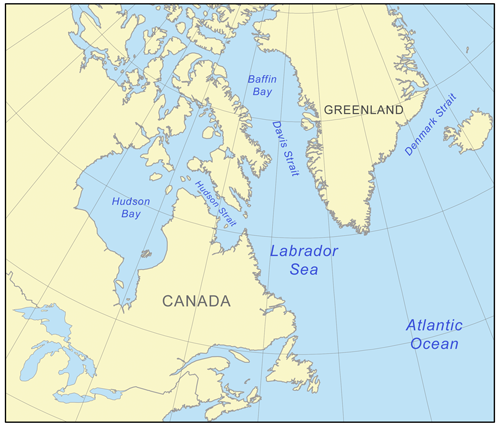 Baffin
Bay
GREENLAND
Denmark Strait
Davis Strait
Hudson
Bay
Hudson Strait
Labrador
Sea
CANADA
Atlantic
Ocean